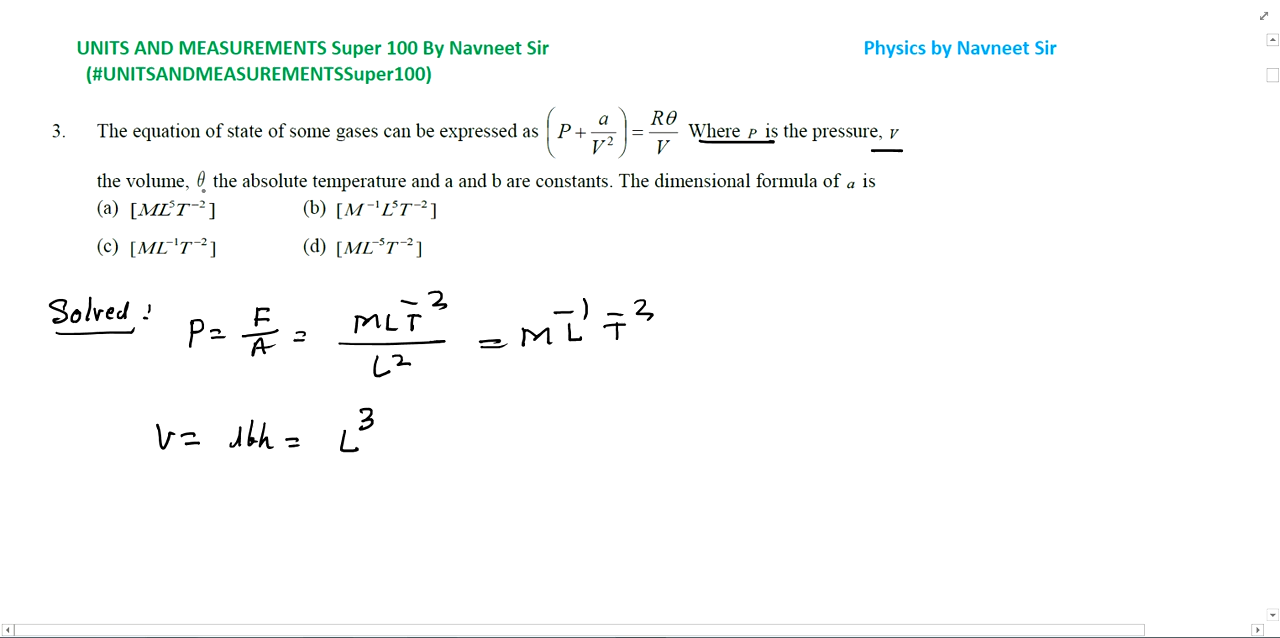 UNITS AND MEASUREMENTS Super 100 By Navneet Sir
Physics by Navneet Sir
(#UNITSANDMEASUREMENTSSuper100)
3. The equation of state of some gases can be expressed as (P + a/V²) = Rθ/V Where P is the pressure, V
the volume, θ the absolute temperature and a and b are constants. The dimensional formula of a is
(a) [ML⁵T⁻²] (b) [M⁻¹L⁵T⁻²]
(c) [ML⁻¹T⁻²] (d) [ML⁻⁵T⁻²]
Solved :
P = F/A = MLT⁻³/L² = ML⁻¹T⁻³
V = lbh = L³